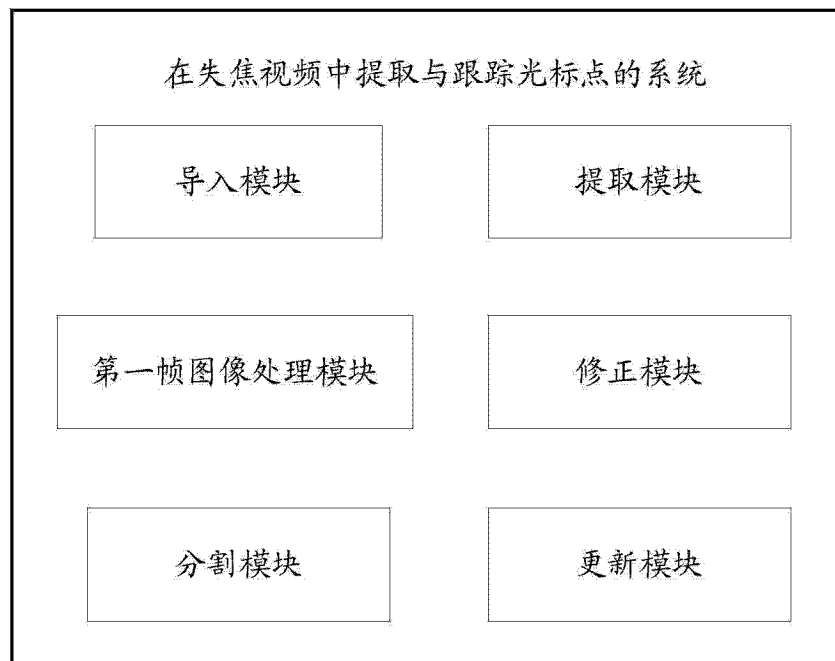 在失焦视频中提取与跟踪光标点的系统
导入模块
提取模块
第一帧图像处理模块
修正模块
分割模块
更新模块